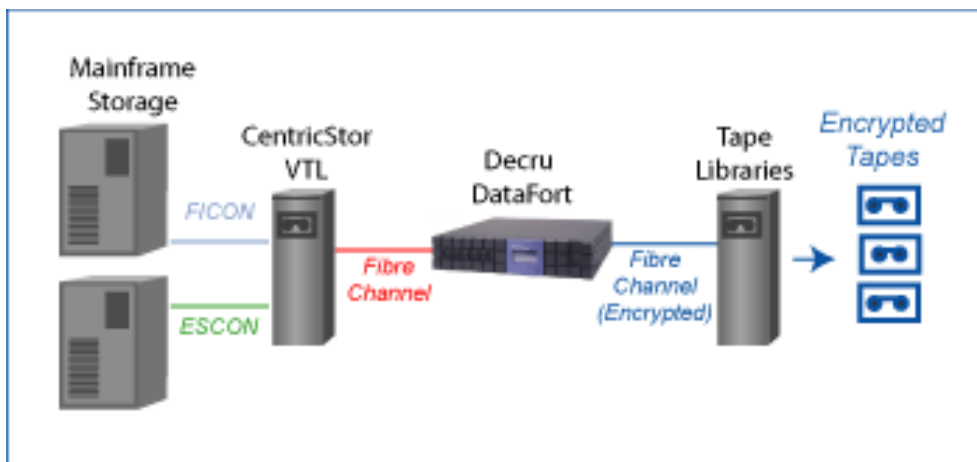 Mainframe
Storage
CentricStor
VTL
Decru
DataFort
Tape
Libraries
Encrypted
Tapes
FICON
ESCON
Fibre
Channel
Fibre
Channel
(Encrypted)